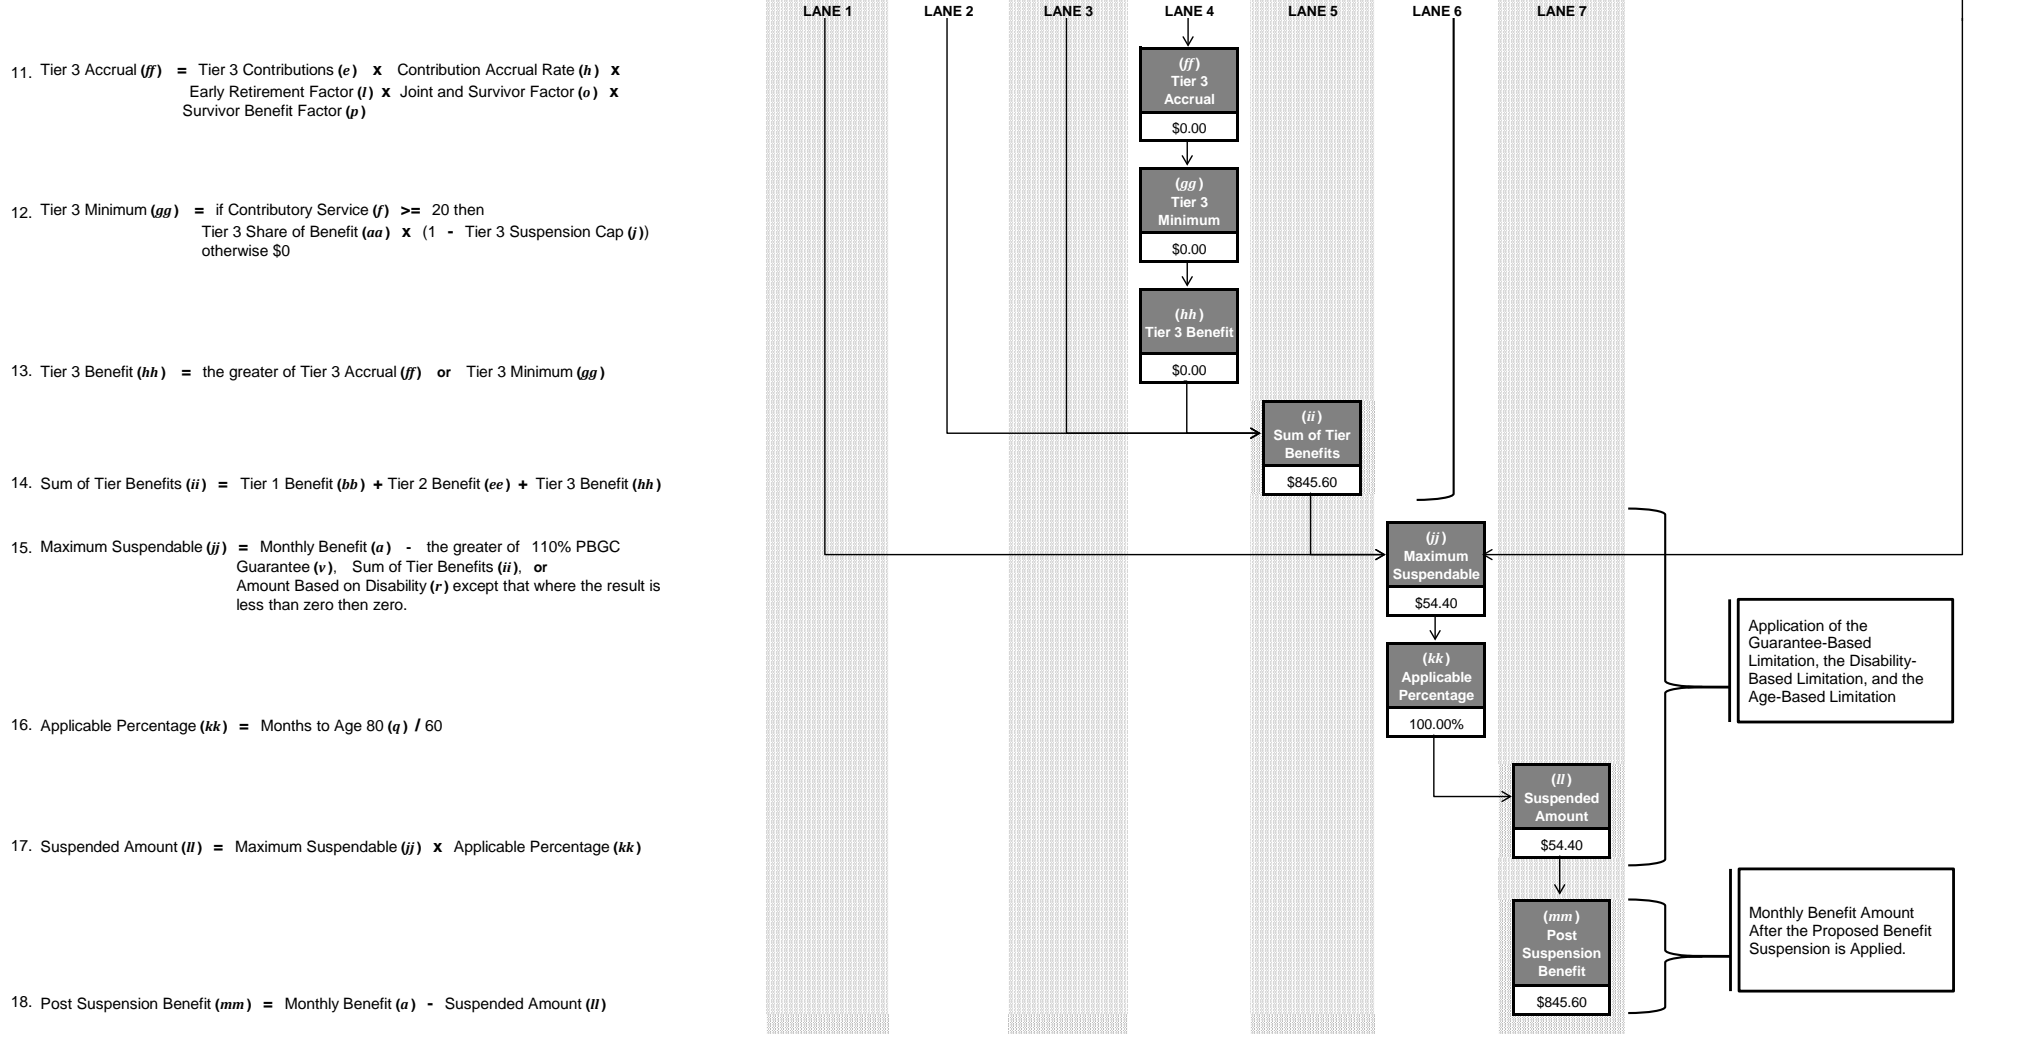 LANE 1 LANE 2 LANE 3 LANE 4 LANE 5 LANE 6 LANE 7
11. Tier 3 Accrual (ff) = Tier 3 Contributions (e) x Contribution Accrual Rate (h) x
Early Retirement Factor (l) x Joint and Survivor Factor (o) x
Survivor Benefit Factor (p)
(ff)
Tier 3
Accrual
$0.00
12. Tier 3 Minimum (gg) = if Contributory Service (f) >= 20 then
Tier 3 Share of Benefit (aa) x (1 - Tier 3 Suspension Cap (j))
otherwise $0
(gg)
Tier 3
Minimum
$0.00
(hh)
Tier 3 Benefit
$0.00
13. Tier 3 Benefit (hh) = the greater of Tier 3 Accrual (ff) or Tier 3 Minimum (gg)
(ii)
Sum of Tier
Benefits
$845.60
14. Sum of Tier Benefits (ii) = Tier 1 Benefit (bb) + Tier 2 Benefit (ee) + Tier 3 Benefit (hh)
15. Maximum Suspendable (jj) = Monthly Benefit (a) - the greater of 110% PBGC
Guarantee (v), Sum of Tier Benefits (ii), or
Amount Based on Disability (r) except that where the result is
less than zero then zero.
(jj)
Maximum
Suspendable
$54.40
(kk)
Applicable
Percentage
100.00%
Application of the
Guarantee-Based
Limitation, the Disability-
Based Limitation, and the
Age-Based Limitation
16. Applicable Percentage (kk) = Months to Age 80 (q) / 60
(ll)
Suspended
Amount
$54.40
17. Suspended Amount (ll) = Maximum Suspendable (jj) x Applicable Percentage (kk)
(mm)
Post
Suspension
Benefit
$845.60
Monthly Benefit Amount
After the Proposed Benefit
Suspension is Applied.
18. Post Suspension Benefit (mm) = Monthly Benefit (a) - Suspended Amount (ll)